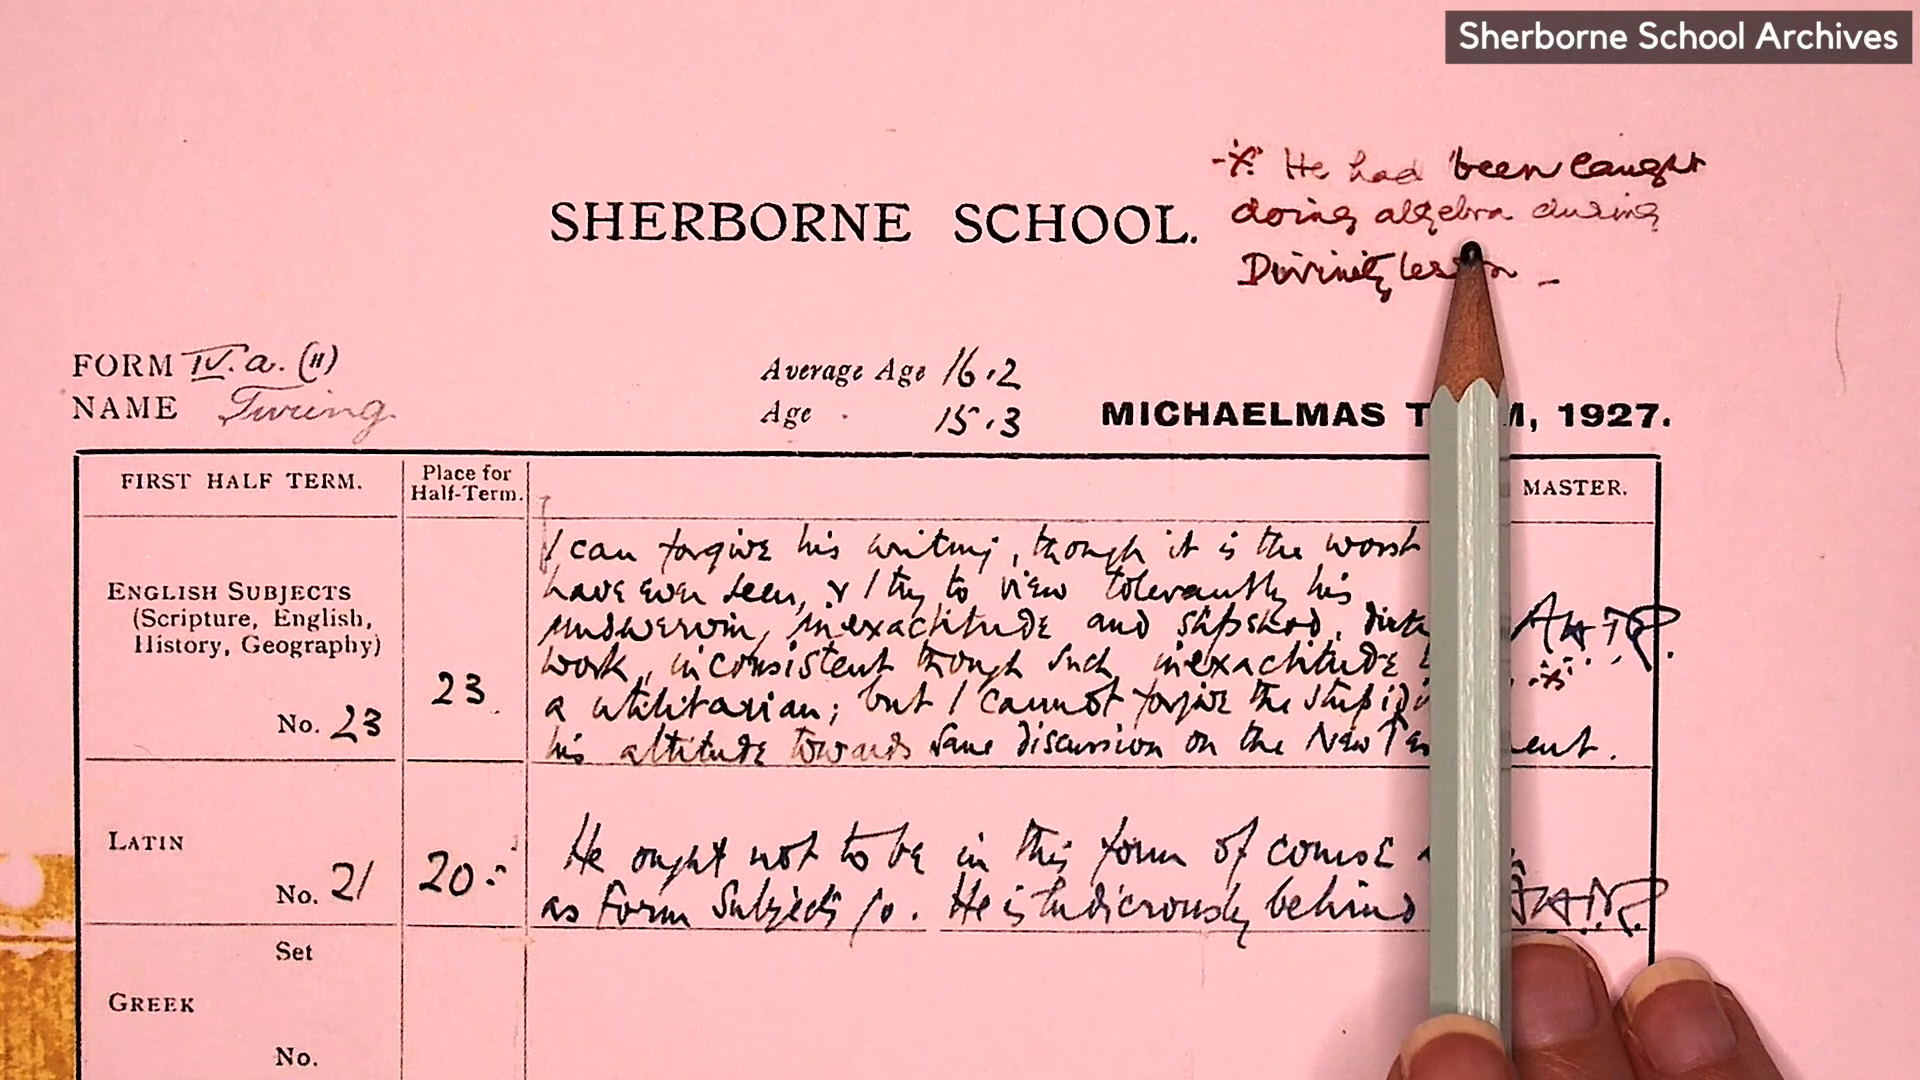 Sherborne School Archives
※ He had been caught
doing algebra during
Divinity lesson –
SHERBORNE SCHOOL.
FORM IV.a. (H)
NAME Turing
Average Age 16.2
Age 15.3
MICHAELMAS T M, 1927.
FIRST HALF TERM.
Place for
Half-Term.
MASTER.
ENGLISH SUBJECTS
(Scripture, English,
History, Geography)
No. 23
23
I can forgive his writing, though it is the worst
have ever seen, & I try to view tolerantly his
unswerving inexactitude and slipshod, dirty
work, inconsistent though such inexactitude
a utilitarian; but I cannot forgive the stupidi
his attitude towards sane discussion on the New Tes ent.
A.H.T.R.
※
LATIN
No. 21
20
He ought not to be in this form of course
as Form Subjects go. He is ludicrously behind
A.H.T.R.
Set
GREEK
No.